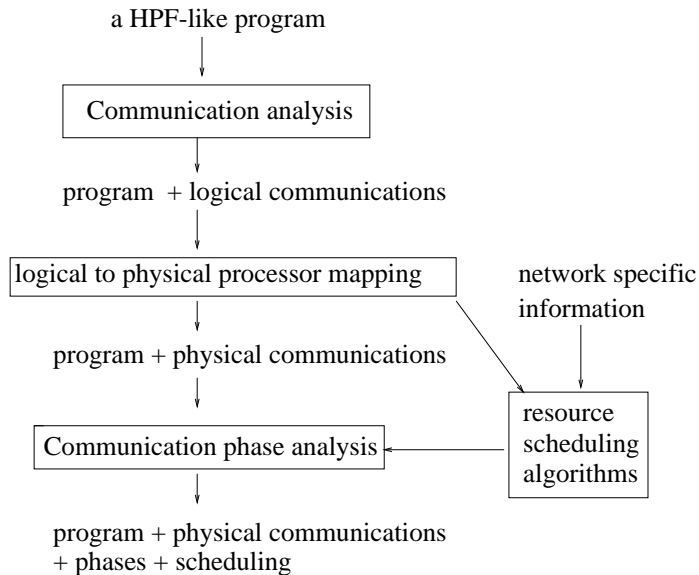 a HPF-like program
Communication analysis
program + logical communications
logical to physical processor mapping
network specific
information
program + physical communications
resource
scheduling
algorithms
Communication phase analysis
program + physical communications
+ phases + scheduling